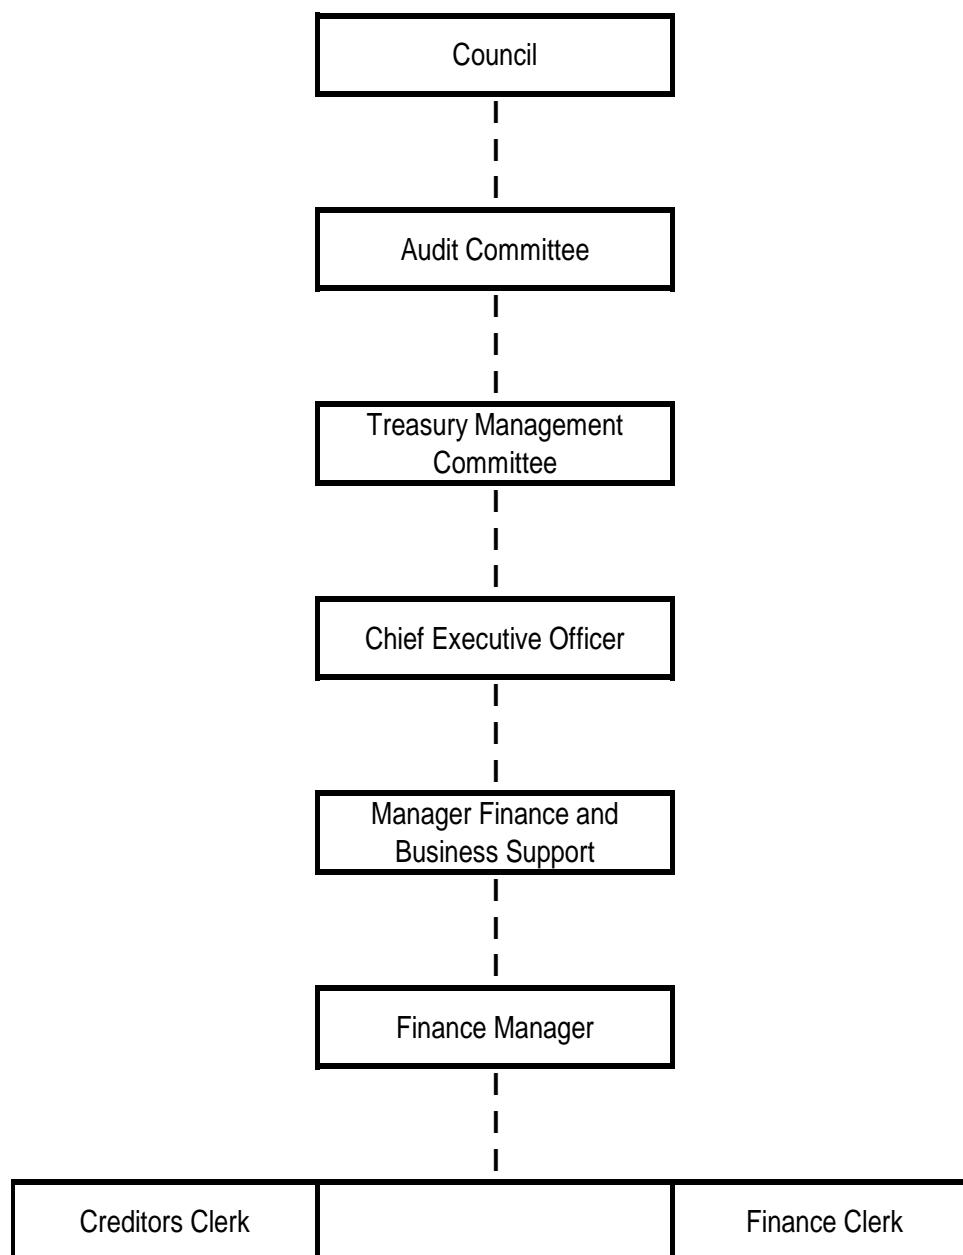 Council
Audit Committee
Treasury Management
Committee
Chief Executive Officer
Manager Finance and
Business Support
Finance Manager
Creditors Clerk
Finance Clerk